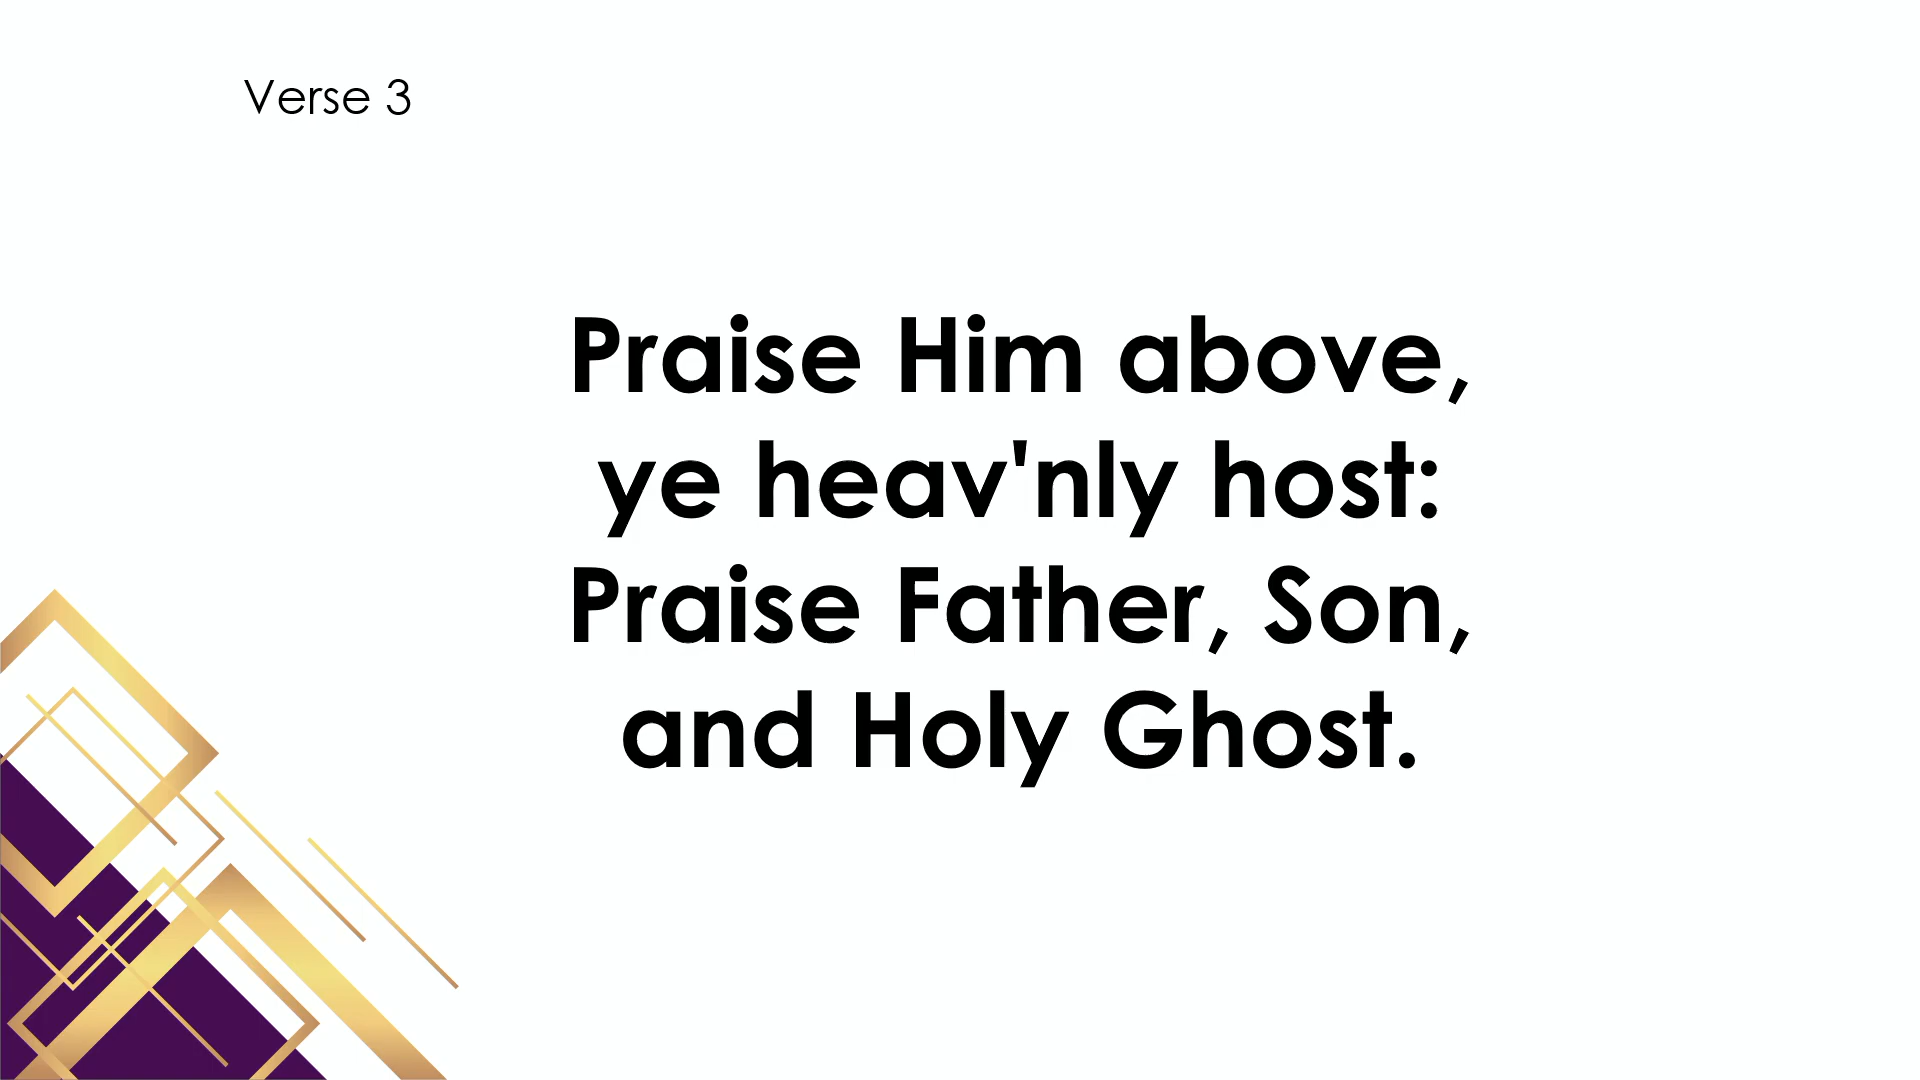 Verse 3
Praise Him above,
ye heav'nly host:
Praise Father, Son,
and Holy Ghost.